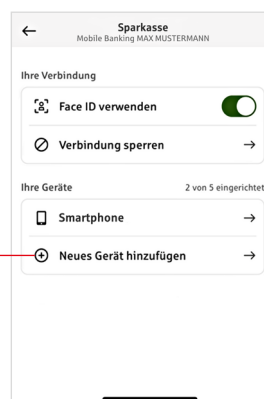 Sparkasse
Mobile Banking MAX MUSTERMANN
Ihre Verbindung
Face ID verwenden
Verbindung sperren
Ihre Geräte 2 von 5 eingerichtet
Smartphone
Neues Gerät hinzufügen